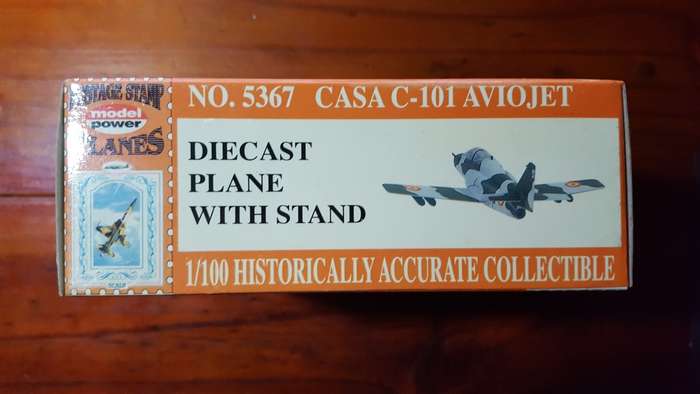 STAGE STAMP
model
power
PLANES
NO. 5367 CASA C-101 AVIOJET
DIECAST
PLANE
WITH STAND
1/100 HISTORICALLY ACCURATE COLLECTIBLE
SCALE